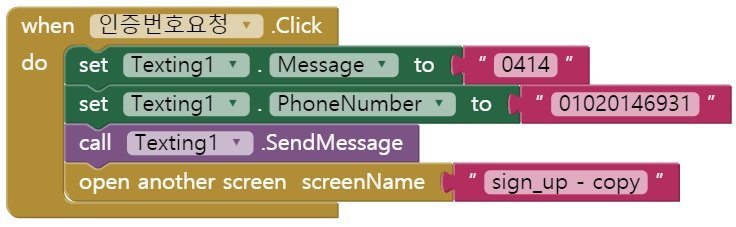 when 인증번호요청 .Click
do set Texting1 . Message to " 0414 "
set Texting1 . PhoneNumber to " 01020146931 "
call Texting1 .SendMessage
open another screen screenName " sign_up - copy "